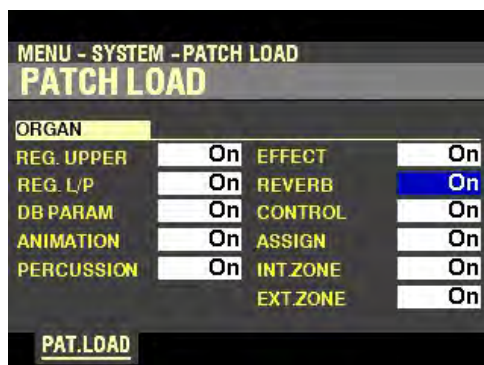 MENU - SYSTEM - PATCH LOAD
PATCH LOAD
ORGAN
REG. UPPER On EFFECT On
REG. L/P On REVERB On
DB PARAM On CONTROL On
ANIMATION On ASSIGN On
PERCUSSION On INT.ZONE On
EXT.ZONE On
PAT.LOAD